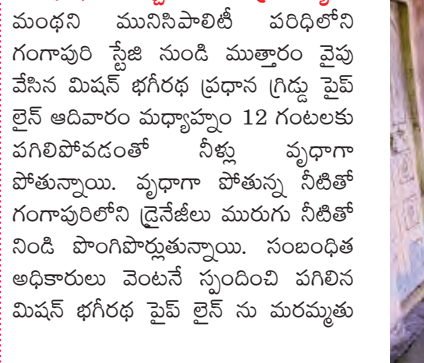 మంథని మునిసిపాలిటీ పరిధిలోని
గంగాపురి స్టేజి నుండి ముత్తారం వైపు
వేసిన మిషన్ భగీరథ ప్రధాన గ్రిడ్డు పైప్
లైన్ ఆదివారం మధ్యాహ్నం 12 గంటలకు
పగిలిపోవడంతో నీళ్లు వృధాగా
పోతున్నాయి. వృధాగా పోతున్న నీటితో
గంగాపురిలోని డ్రైనేజీలు మురుగు నీటితో
నిండి పొంగిపొర్లుతున్నాయి. సంబంధిత
అధికారులు వెంటనే స్పందించి పగిలిన
మిషన్ భగీరథ పైప్ లైన్ ను మరమ్మతు